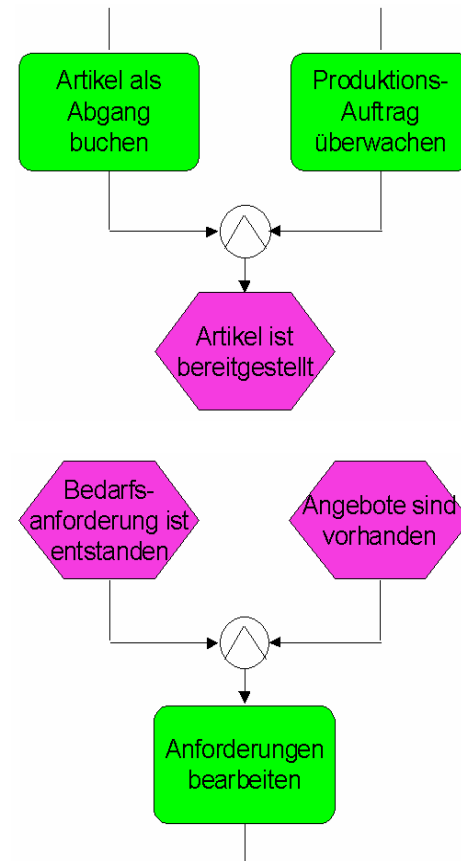 Artikel als
Abgang
buchen
Produktions-
Auftrag
überwachen
Artikel ist
bereitgestellt
Bedarfs-
anforderung ist
entstanden
Angebote sind
vorhanden
Anforderungen
bearbeiten